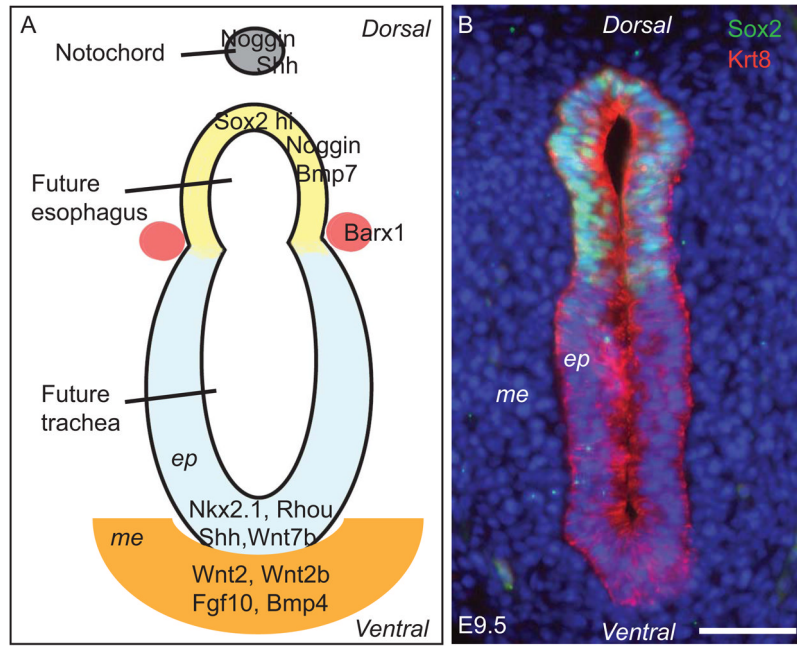 A
Dorsal
Notochord
Noggin
Shh
Sox2 hi
Noggin
Bmp7
Future
esophagus
Barx1
Future
trachea
ep
Nkx2.1, Rhou
Shh,Wnt7b
me
Wnt2, Wnt2b
Fgf10, Bmp4
Ventral
B
Dorsal
Sox2
Krt8
ep
me
E9.5
Ventral